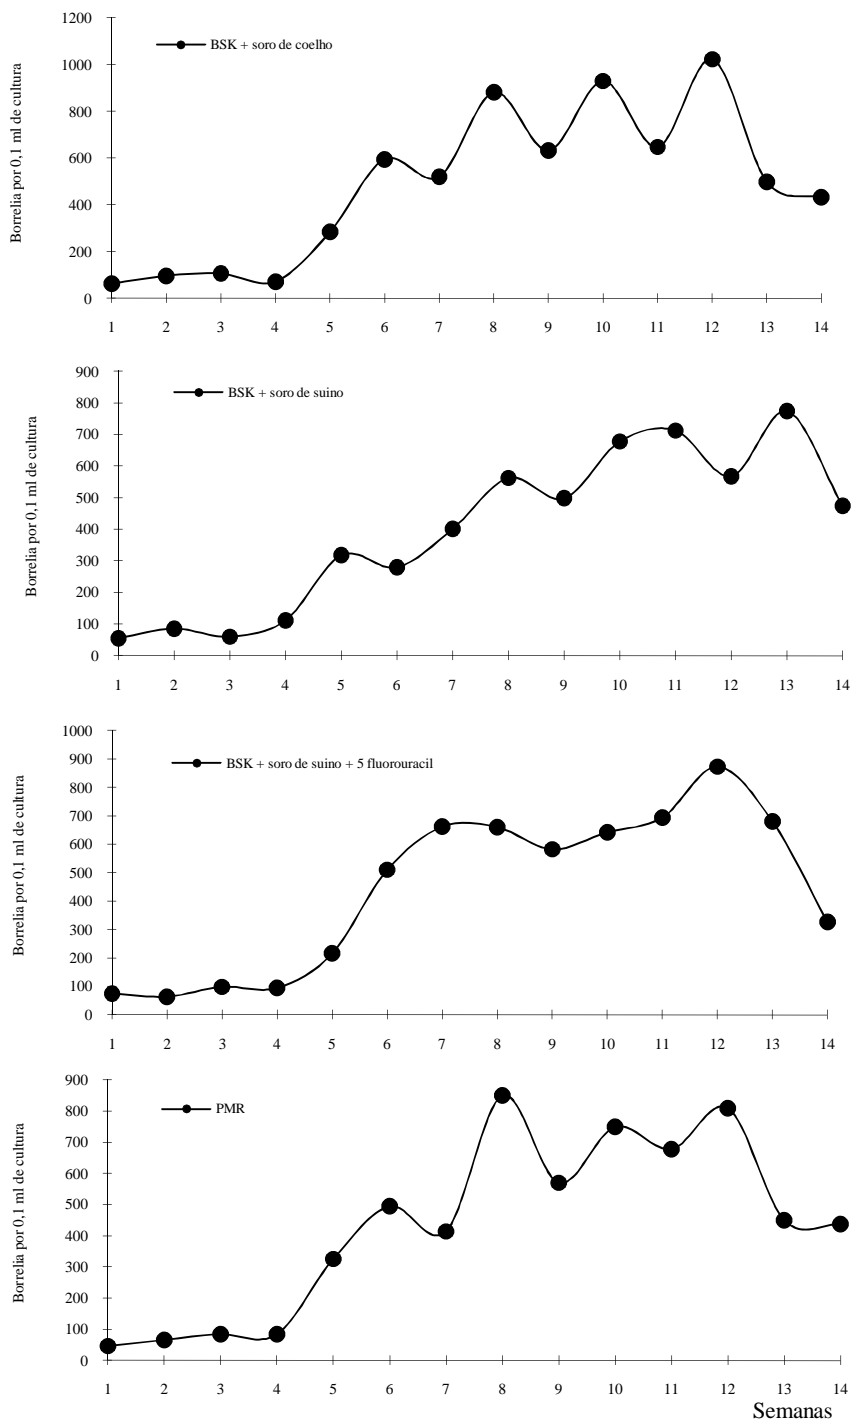 BSK + soro de coelho
Borrelia por 0,1 ml de cultura
1200
1000
800
600
400
200
0
1 2 3 4 5 6 7 8 9 10 11 12 13 14
BSK + soro de suino
Borrelia por 0,1 ml de cultura
900
800
700
600
500
400
300
200
100
0
1 2 3 4 5 6 7 8 9 10 11 12 13 14
BSK + soro de suino + 5 fluorouracil
Borrelia por 0,1 ml de cultura
1000
900
800
700
600
500
400
300
200
100
0
1 2 3 4 5 6 7 8 9 10 11 12 13 14
PMR
Borrelia por 0,1 ml de cultura
900
800
700
600
500
400
300
200
100
0
1 2 3 4 5 6 7 8 9 10 11 12 13 14
Semanas